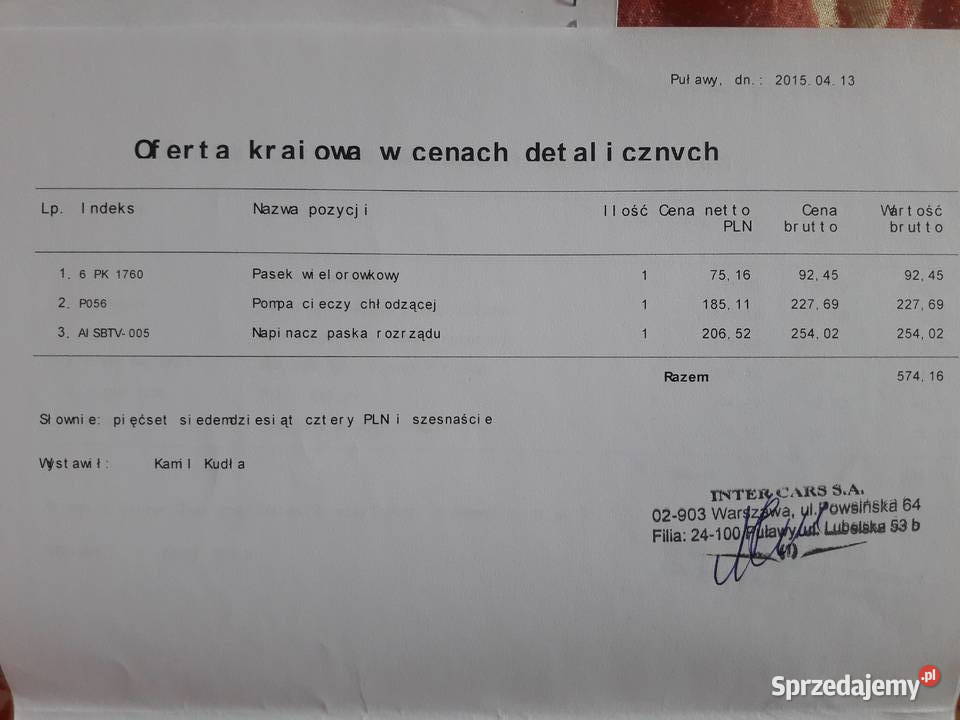 Puławy, dn.: 2015.04.13
Oferta kraiowa w cenach detalicznvch
Lp. Indeks Nazwa pozycji Ilość Cena netto PLN Cena brutto Wartość brutto
1. 6 PK 1760 Pasek wielorowkowy 1 75,16 92,45 92,45
2. P056 Pompa cieczy chłodzącej 1 185,11 227,69 227,69
3. AISBTV-005 Napinacz paska rozrządu 1 206,52 254,02 254,02
Razem 574,16
Słownie: pięćset siedemdziesiąt cztery PLN i szesnaście
Wystawił: Kamil Kudła
INTER CARS S.A.
02-903 Warszawa, ul.Powsińska 64
Filia: 24-100 Puławy ul. Lubelska 53 b
(1)
Sprzedajemy.pl